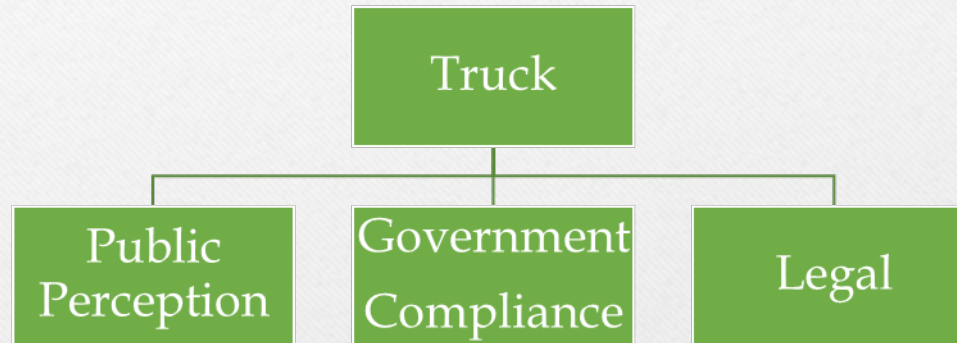 Truck
Public
Perception
Government
Compliance
Legal